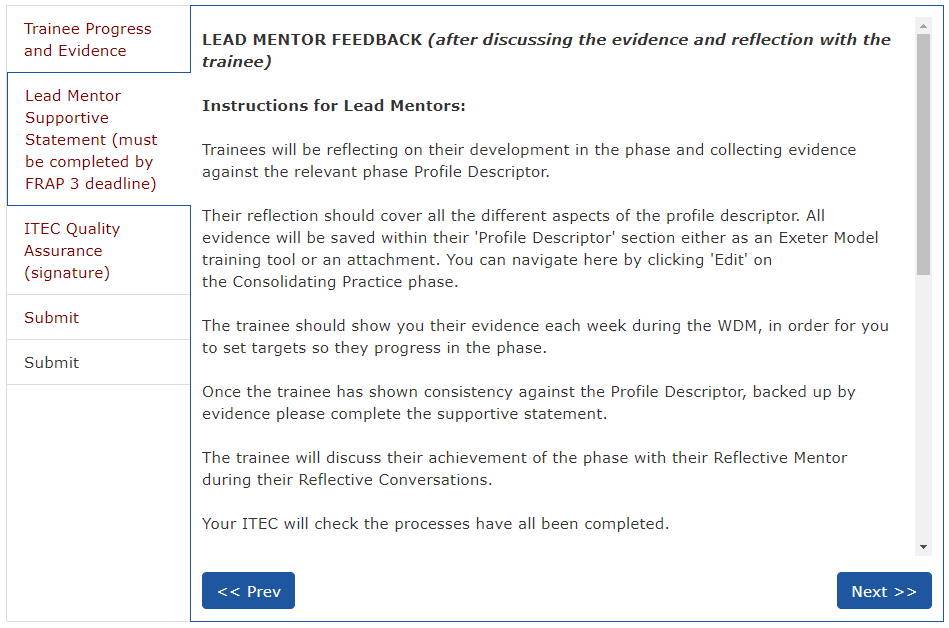 Trainee Progress
and Evidence
Lead Mentor
Supportive
Statement (must
be completed by
FRAP 3 deadline)
ITEC Quality
Assurance
(signature)
Submit
Submit
LEAD MENTOR FEEDBACK (after discussing the evidence and reflection with the
trainee)
Instructions for Lead Mentors:
Trainees will be reflecting on their development in the phase and collecting evidence
against the relevant phase Profile Descriptor.
Their reflection should cover all the different aspects of the profile descriptor. All
evidence will be saved within their 'Profile Descriptor' section either as an Exeter Model
training tool or an attachment. You can navigate here by clicking 'Edit' on
the Consolidating Practice phase.
The trainee should show you their evidence each week during the WDM, in order for you
to set targets so they progress in the phase.
Once the trainee has shown consistency against the Profile Descriptor, backed up by
evidence please complete the supportive statement.
The trainee will discuss their achievement of the phase with their Reflective Mentor
during their Reflective Conversations.
Your ITEC will check the processes have all been completed.
<< Prev
Next >>